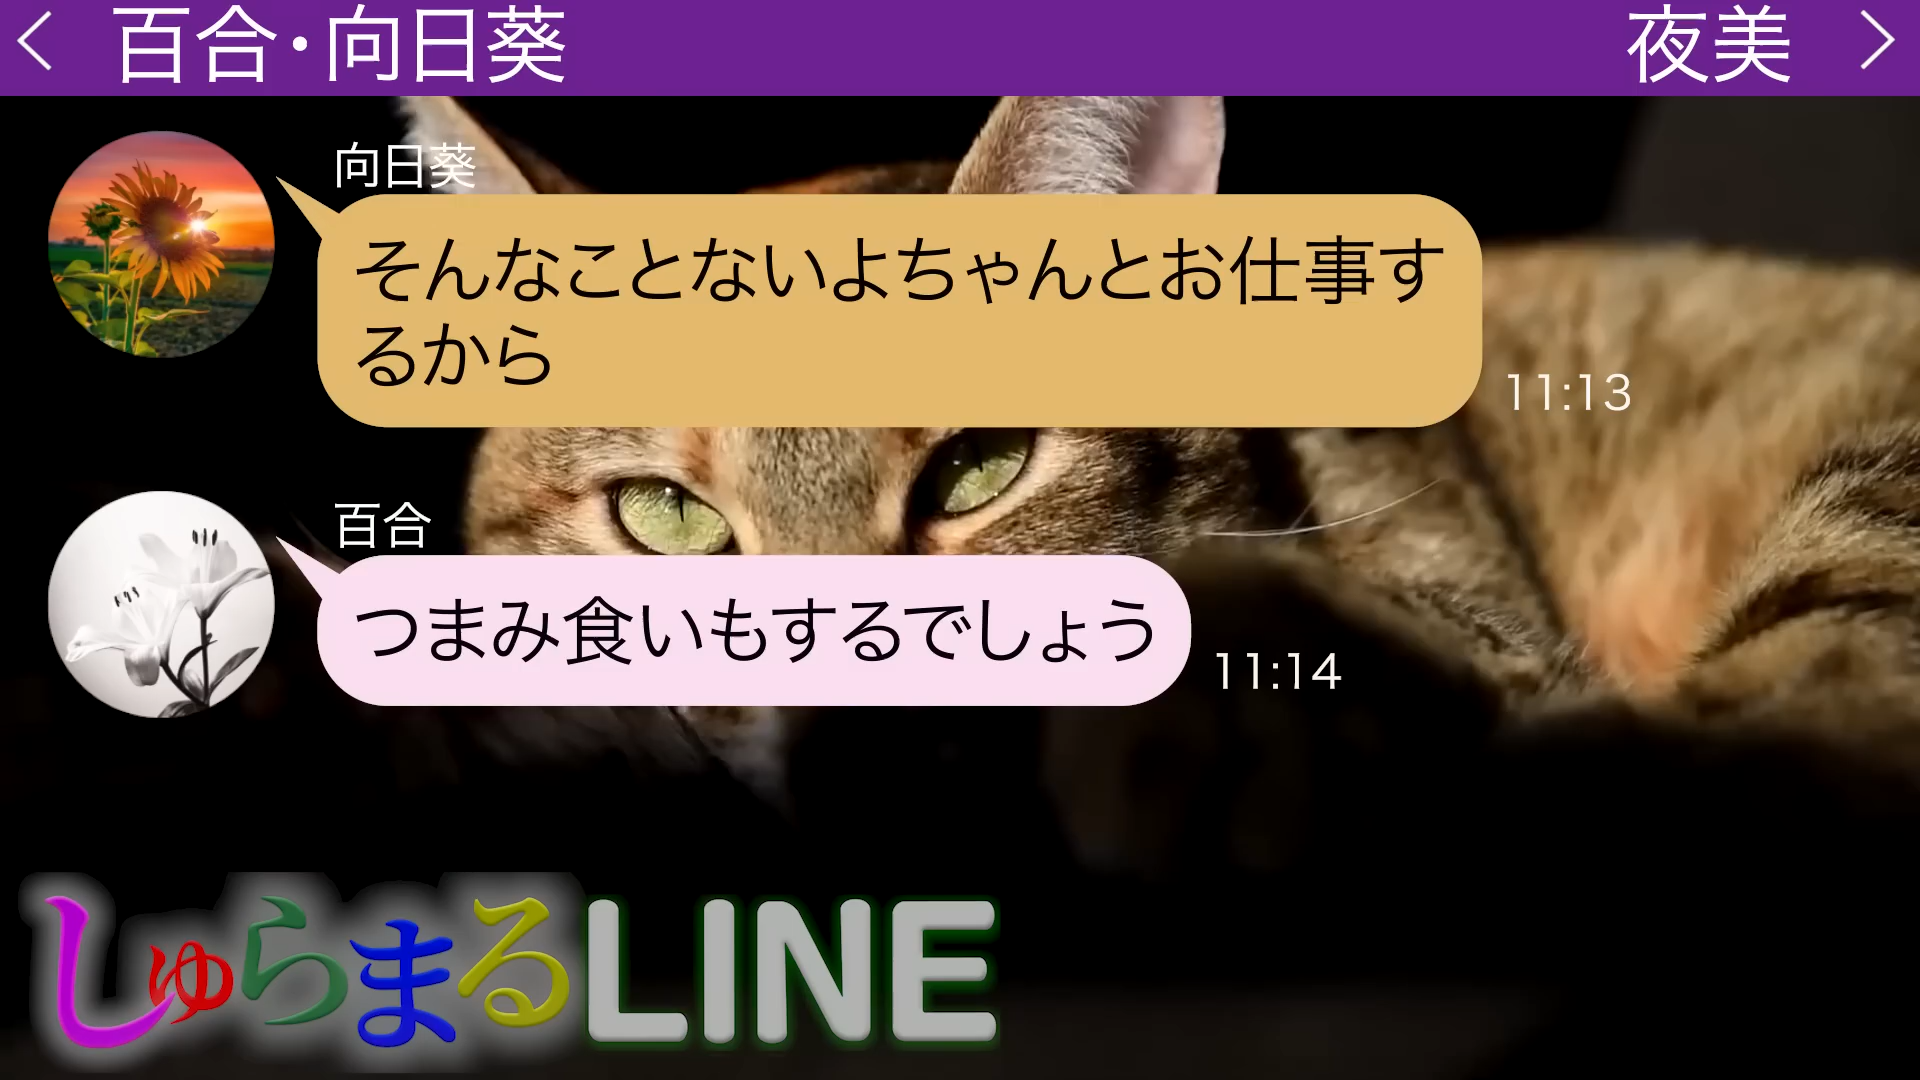 百合・向日葵 夜美
向日葵
そんなことないよちゃんとお仕事す
るから
11:13
百合
つまみ食いもするでしょう
11:14
しゅらまるLINE